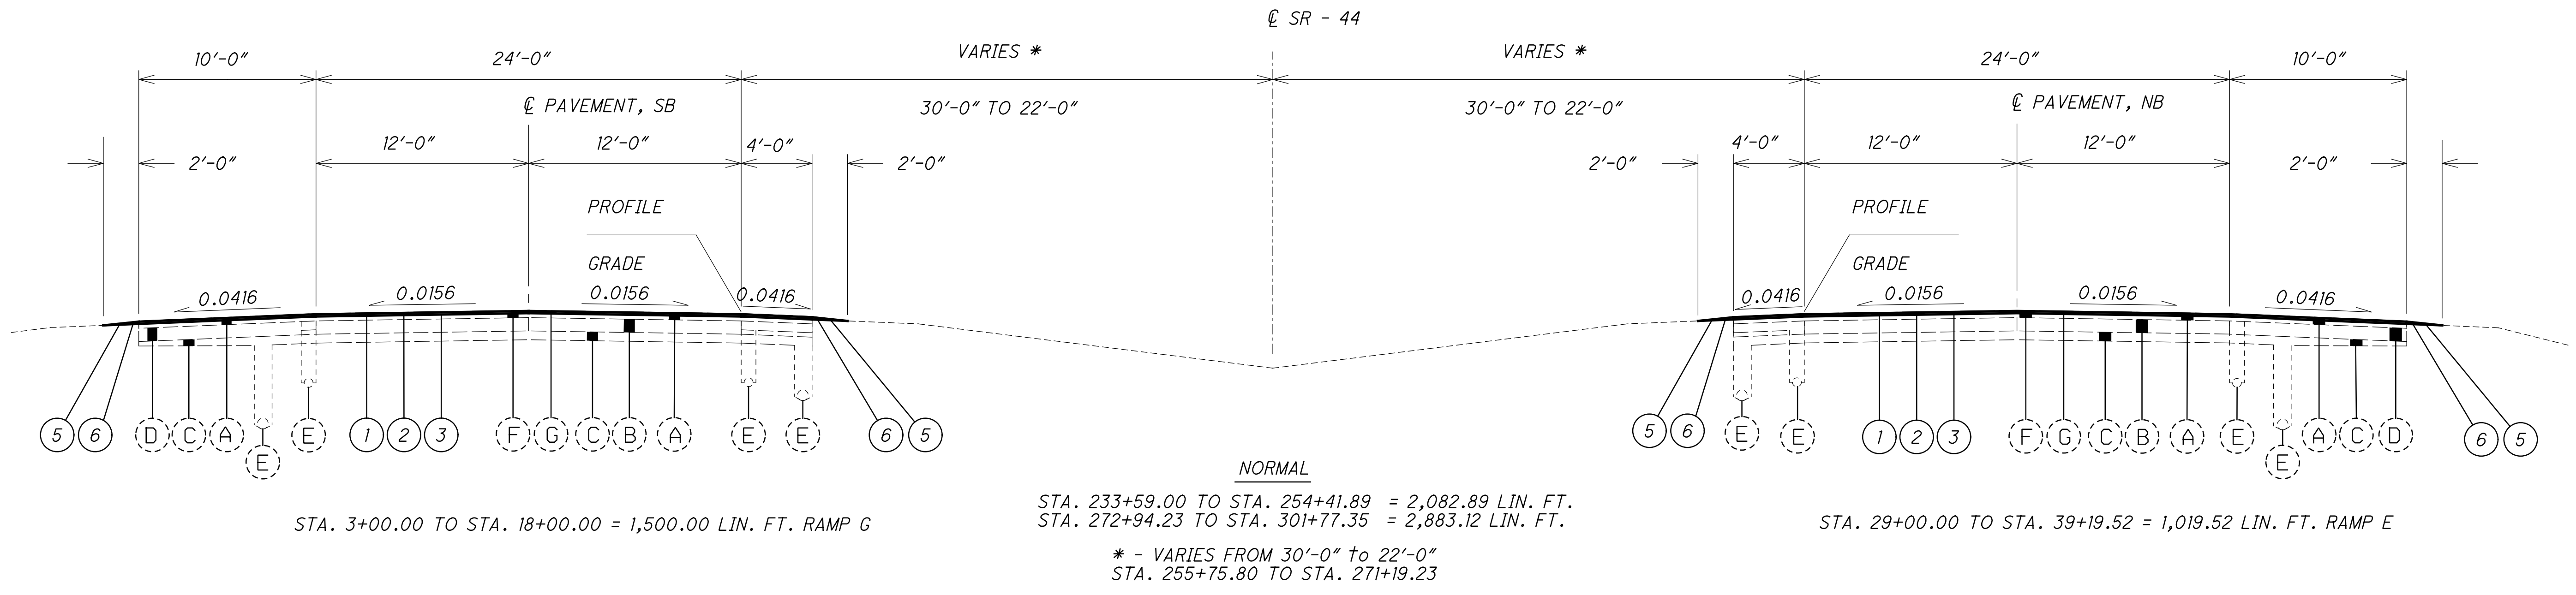 ℄ SR - 44
10'-0" 24'-0" VARIES * VARIES * 24'-0" 10'-0"
℄ PAVEMENT, SB 30'-0" TO 22'-0" 30'-0" TO 22'-0" ℄ PAVEMENT, NB
2'-0" 12'-0" 12'-0" 4'-0" 2'-0" 2'-0" 4'-0" 12'-0" 12'-0" 2'-0"
PROFILE PROFILE
GRADE GRADE
0.0416 0.0156 0.0156 0.0416 0.0416 0.0156 0.0156 0.0416
5 6 D C A E E 1 2 3 F G C B A E E 6 5
5 6 E E 1 2 3 F G C B A E E A C D 6 5
NORMAL
STA. 233+59.00 TO STA. 254+41.89 = 2,082.89 LIN. FT.
STA. 272+94.23 TO STA. 301+77.35 = 2,883.12 LIN. FT.
STA. 3+00.00 TO STA. 18+00.00 = 1,500.00 LIN. FT. RAMP G
STA. 29+00.00 TO STA. 39+19.52 = 1,019.52 LIN. FT. RAMP E
* - VARIES FROM 30'-0" to 22'-0"
STA. 255+75.80 TO STA. 271+19.23